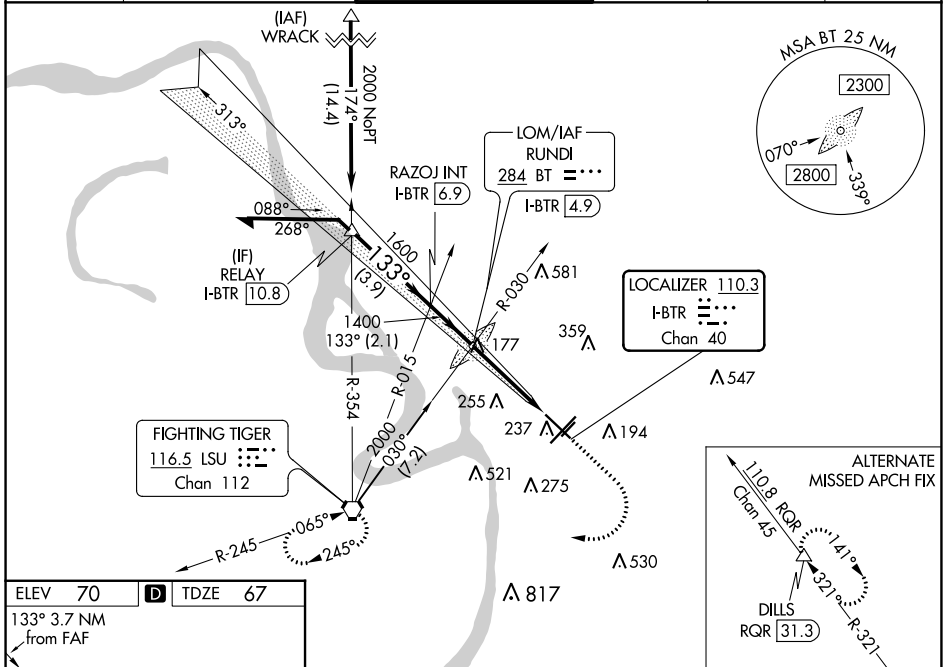 (IAF)
WRACK
2000 NoPT
174°
(14.4)
MSA BT 25 NM
2300
070°
2800
339°
313°
LOM/IAF
RUNDI
284 BT
I-BTR 4.9
RAZOJ INT
I-BTR 6.9
088°
268°
(IF)
RELAY
I-BTR 10.8
1600
133°
(3.9)
1400
133° (2.1)
R-030
581
LOCALIZER 110.3
I-BTR
Chan 40
359
177
547
R-354
R-015
255
237
194
2000
030°
(7.2)
FIGHTING TIGER
116.5 LSU
Chan 112
521
275
R-245
065°
245°
530
817
ALTERNATE
MISSED APCH FIX
110.8 RQR
Chan 45
141°
321°
R-321
DILLS
RQR 31.3
ELEV 70 D TDZE 67
133° 3.7 NM
from FAF